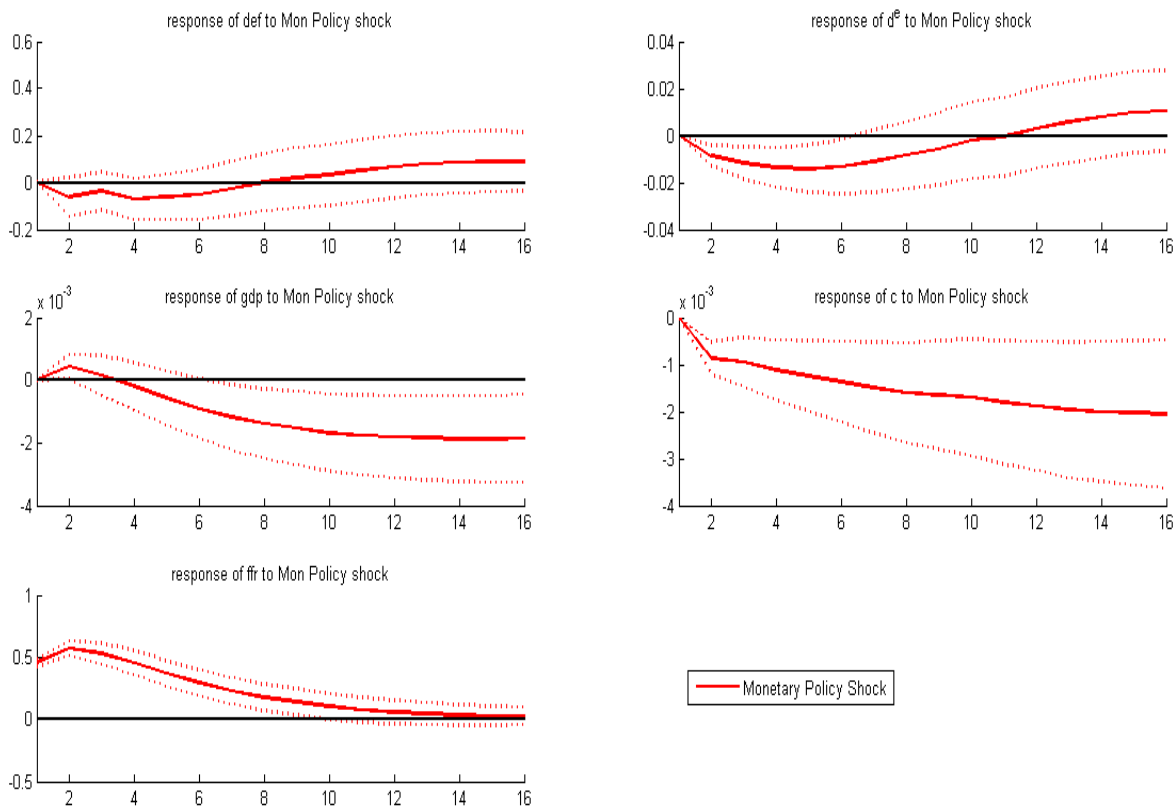 response of def to Mon Policy shock
0.6
0.4
0.2
0
-0.2
2 4 6 8 10 12 14 16
response of d^e to Mon Policy shock
0.04
0.02
0
-0.02
-0.04
2 4 6 8 10 12 14 16
x 10^-3
response of gdp to Mon Policy shock
2
0
-2
-4
2 4 6 8 10 12 14 16
x 10^-3
response of c to Mon Policy shock
0
-1
-2
-3
-4
2 4 6 8 10 12 14 16
response of ffr to Mon Policy shock
1
0.5
0
-0.5
2 4 6 8 10 12 14 16
Monetary Policy Shock